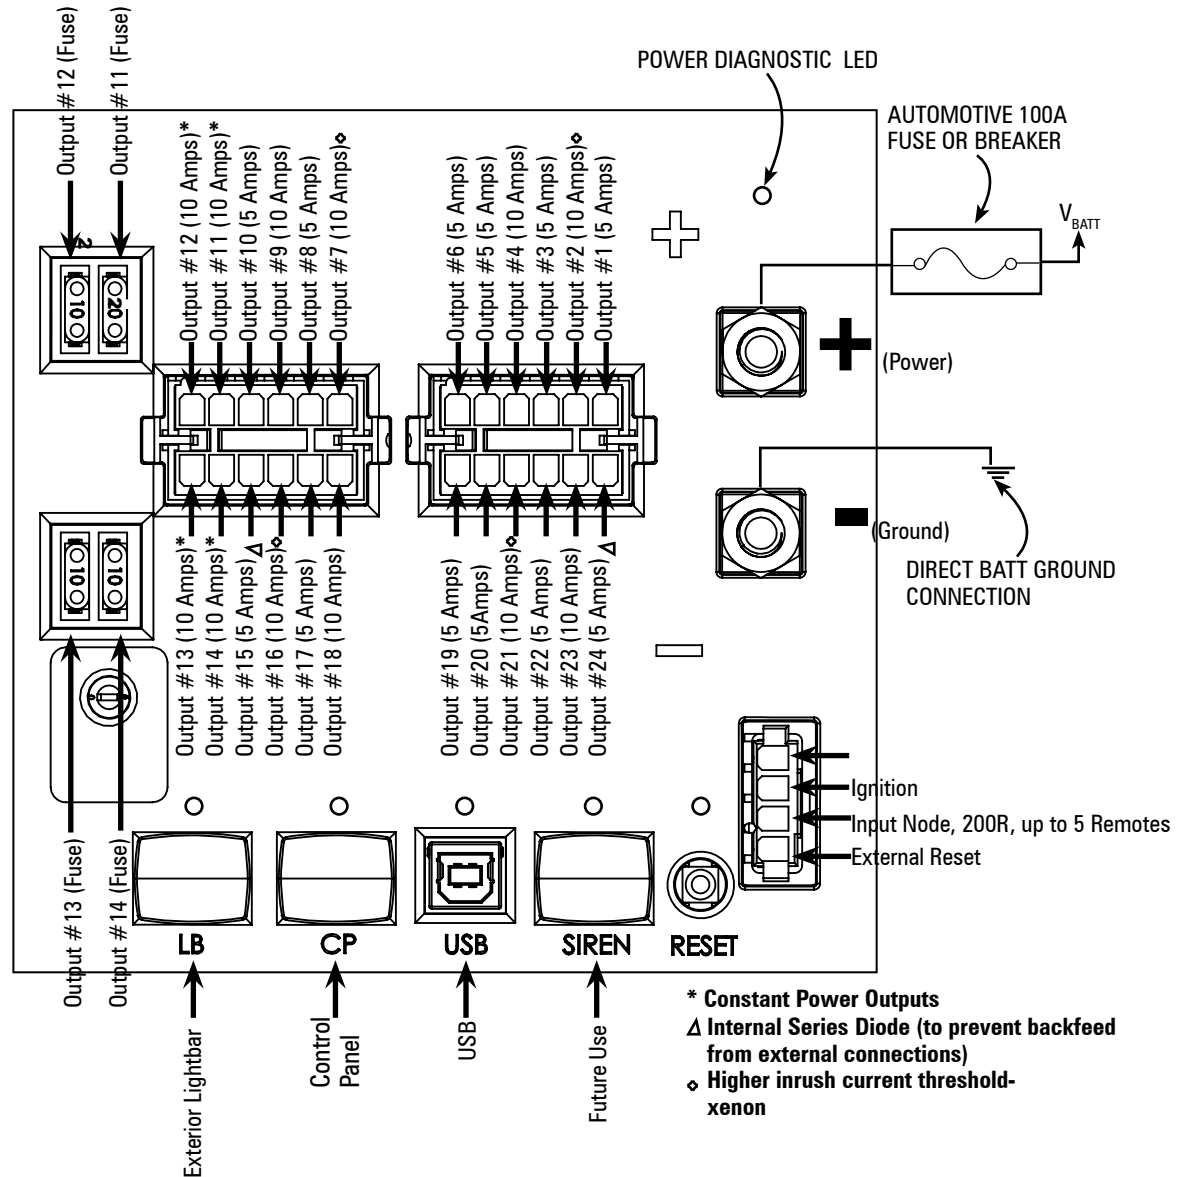 Output #12 (Fuse)
Output #11 (Fuse)
POWER DIAGNOSTIC LED
AUTOMOTIVE 100A
FUSE OR BREAKER
VBATT
Output #12 (10 Amps)*
Output #11 (10 Amps)*
Output #10 (5 Amps)
Output #9 (10 Amps)
Output #8 (5 Amps)
Output #7 (10 Amps)⋄
Output #6 (5 Amps)
Output #5 (5 Amps)
Output #4 (10 Amps)
Output #3 (5 Amps)
Output #2 (10 Amps)⋄
Output #1 (5 Amps)
2
10
20
+
(Power)
-
(Ground)
DIRECT BATT GROUND
CONNECTION
10
10
Output #13 (10 Amps)*
Output #14 (10 Amps)*
Output #15 (5 Amps) Δ
Output #16 (10 Amps)⋄
Output #17 (5 Amps)
Output #18 (10 Amps)
Output #19 (5 Amps)
Output #20 (5Amps)
Output #21 (10 Amps)⋄
Output #22 (5 Amps)
Output #23 (10 Amps)
Output #24 (5 Amps) Δ
Ignition
Input Node, 200R, up to 5 Remotes
External Reset
Output #13 (Fuse)
Output #14 (Fuse)
LB
CP
USB
SIREN
RESET
Exterior Lightbar
Control
Panel
USB
Future Use
* Constant Power Outputs
Δ Internal Series Diode (to prevent backfeed
from external connections)
⋄ Higher inrush current threshold-
xenon